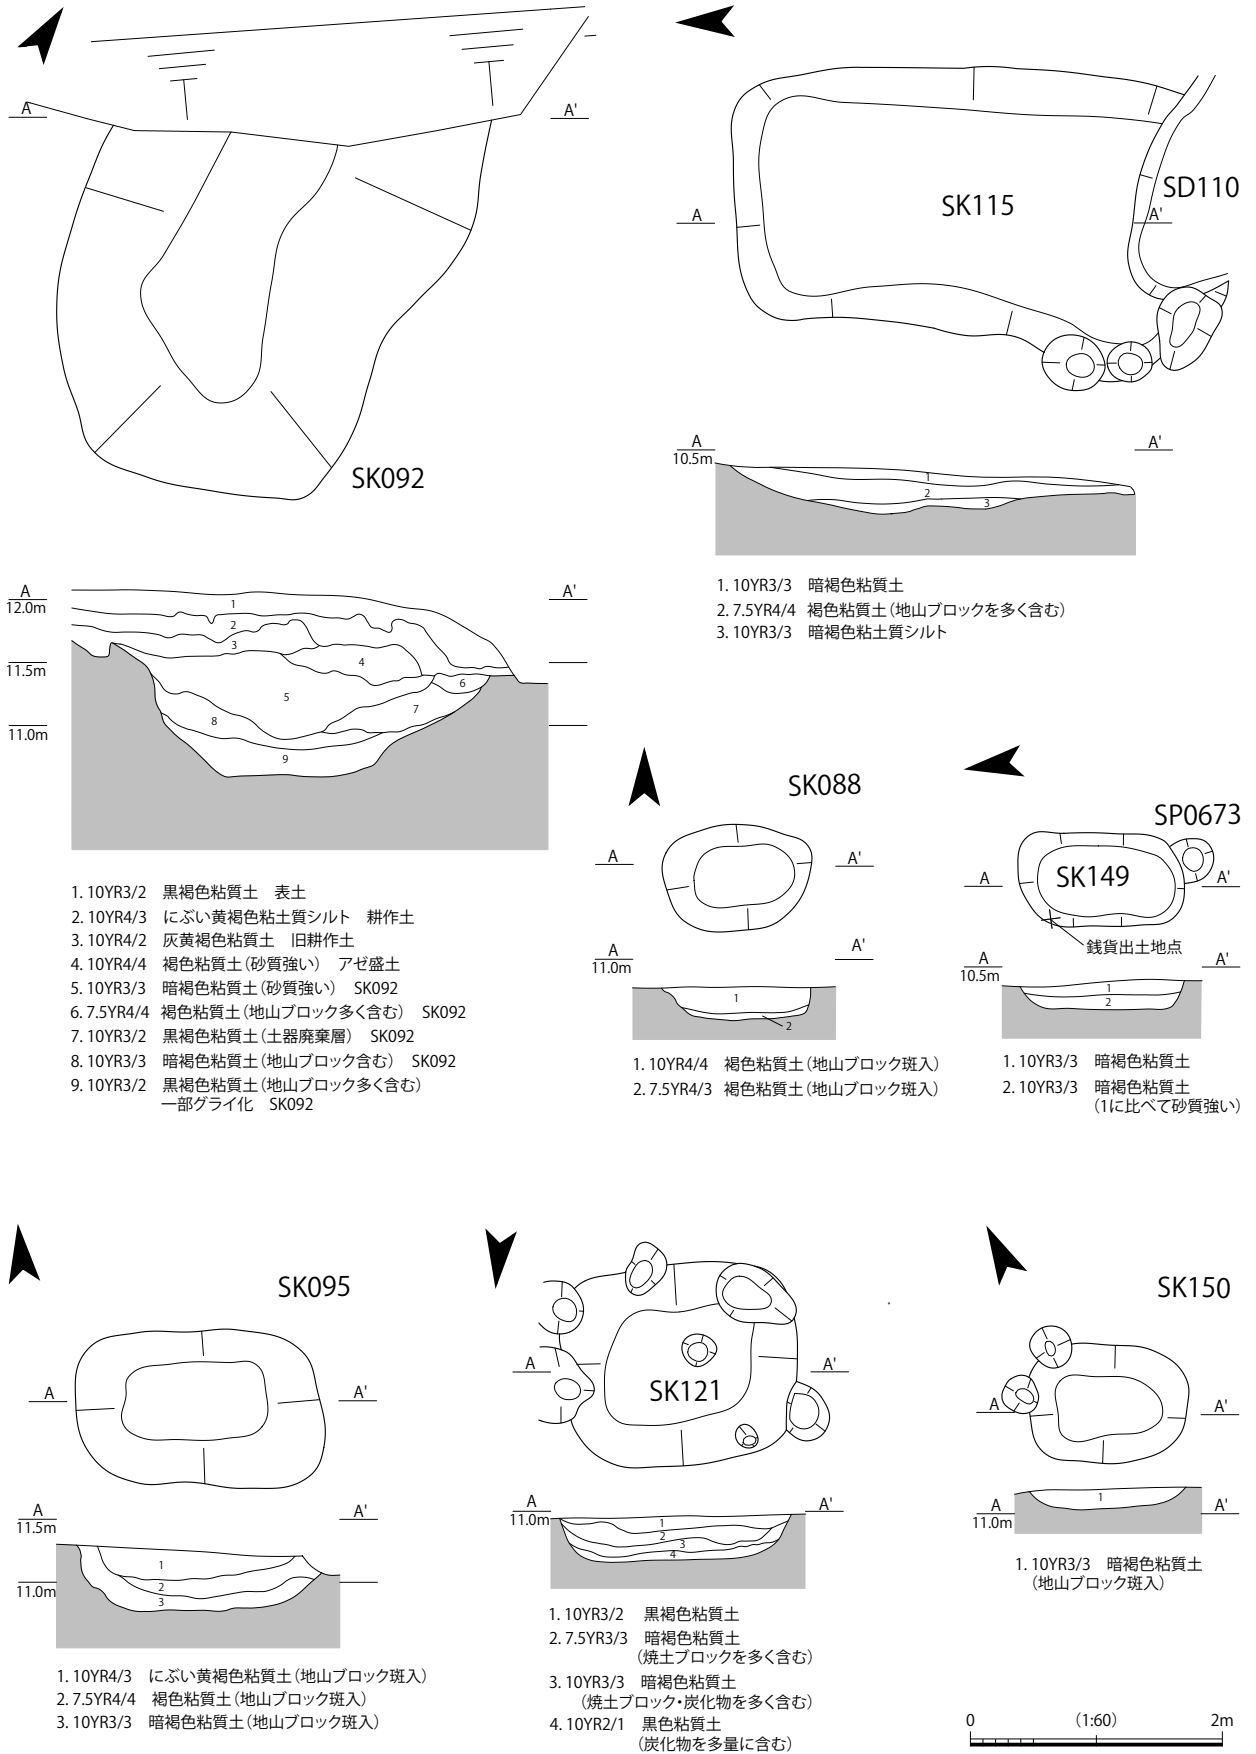 A
A'
SK092
A
12.0m
A'
11.5m
11.0m
1
2
3
4
5
6
7
8
9
1. 10YR3/2 黒褐色粘質土 表土
2. 10YR4/3 にぶい黄褐色粘土質シルト 耕作土
3. 10YR4/2 灰黄褐色粘質土 旧耕作土
4. 10YR4/4 褐色粘質土（砂質強い） アゼ盛土
5. 10YR3/3 暗褐色粘質土（砂質強い） SK092
6. 7.5YR4/4 褐色粘質土（地山ブロック多く含む） SK092
7. 10YR3/2 黒褐色粘質土（土器廃棄層） SK092
8. 10YR3/3 暗褐色粘質土（地山ブロック含む） SK092
9. 10YR3/2 黒褐色粘質土（地山ブロック多く含む）
一部グライ化 SK092
SK115
SD110
A
A'
A
10.5m
A'
1
2
3
1. 10YR3/3 暗褐色粘質土
2. 7.5YR4/4 褐色粘質土（地山ブロックを多く含む）
3. 10YR3/3 暗褐色粘土質シルト
SK088
A
A'
A
11.0m
A'
1
2
1. 10YR4/4 褐色粘質土（地山ブロック斑入）
2. 7.5YR4/3 褐色粘質土（地山ブロック斑入）
SP0673
SK149
A
A'
銭貨出土地点
A
10.5m
A'
1
2
1. 10YR3/3 暗褐色粘質土
2. 10YR3/3 暗褐色粘質土
（1に比べて砂質強い）
SK095
A
A'
A
11.5m
A'
11.0m
1
2
3
1. 10YR4/3 にぶい黄褐色粘質土（地山ブロック斑入）
2. 7.5YR4/4 褐色粘質土（地山ブロック斑入）
3. 10YR3/3 暗褐色粘質土（地山ブロック斑入）
SK121
A
A'
A
11.0m
A'
1
2
3
4
1. 10YR3/2 黒褐色粘質土
2. 7.5YR3/3 暗褐色粘質土
（焼土ブロックを多く含む）
3. 10YR3/3 暗褐色粘質土
（焼土ブロック・炭化物を多く含む）
4. 10YR2/1 黒色粘質土
（炭化物を多量に含む）
SK150
A
A'
A
11.0m
A'
1
1. 10YR3/3 暗褐色粘質土
（地山ブロック斑入）
0 （1:60） 2m